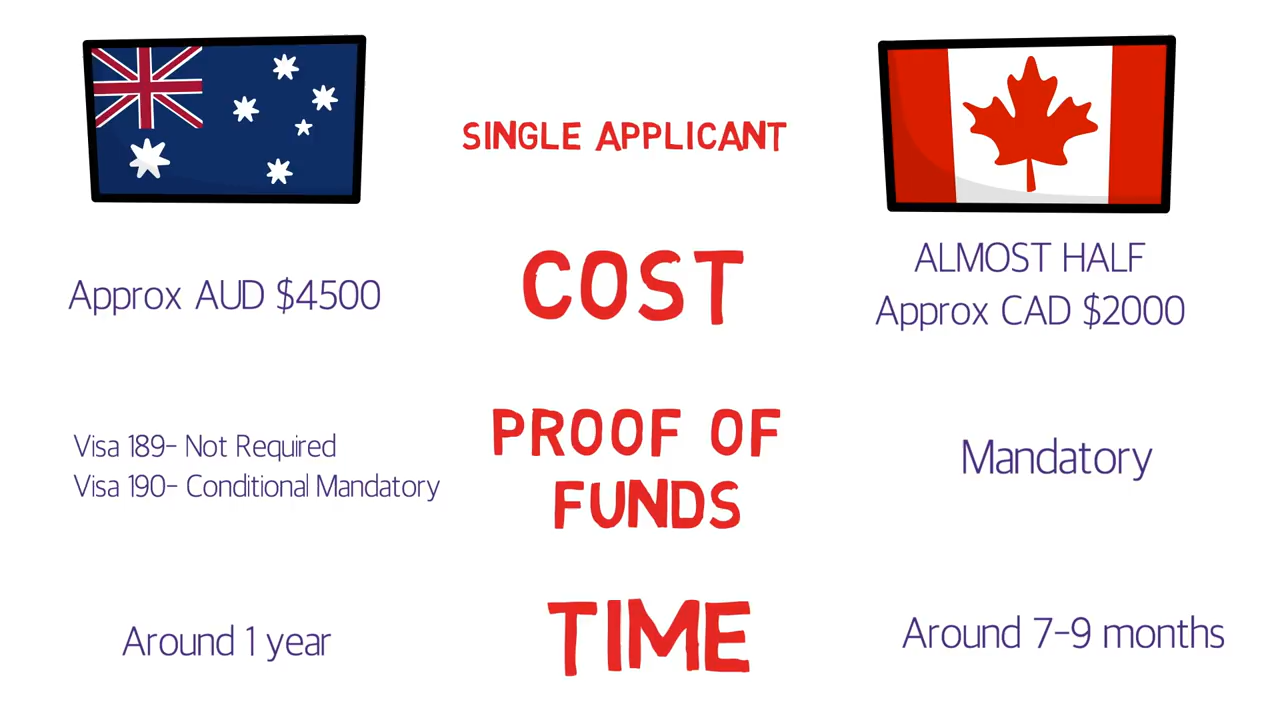 SINGLE APPLICANT
COST
Approx AUD $4500
ALMOST HALF
Approx CAD $2000
PROOF OF
FUNDS
Visa 189- Not Required
Visa 190- Conditional Mandatory
Mandatory
TIME
Around 1 year
Around 7-9 months